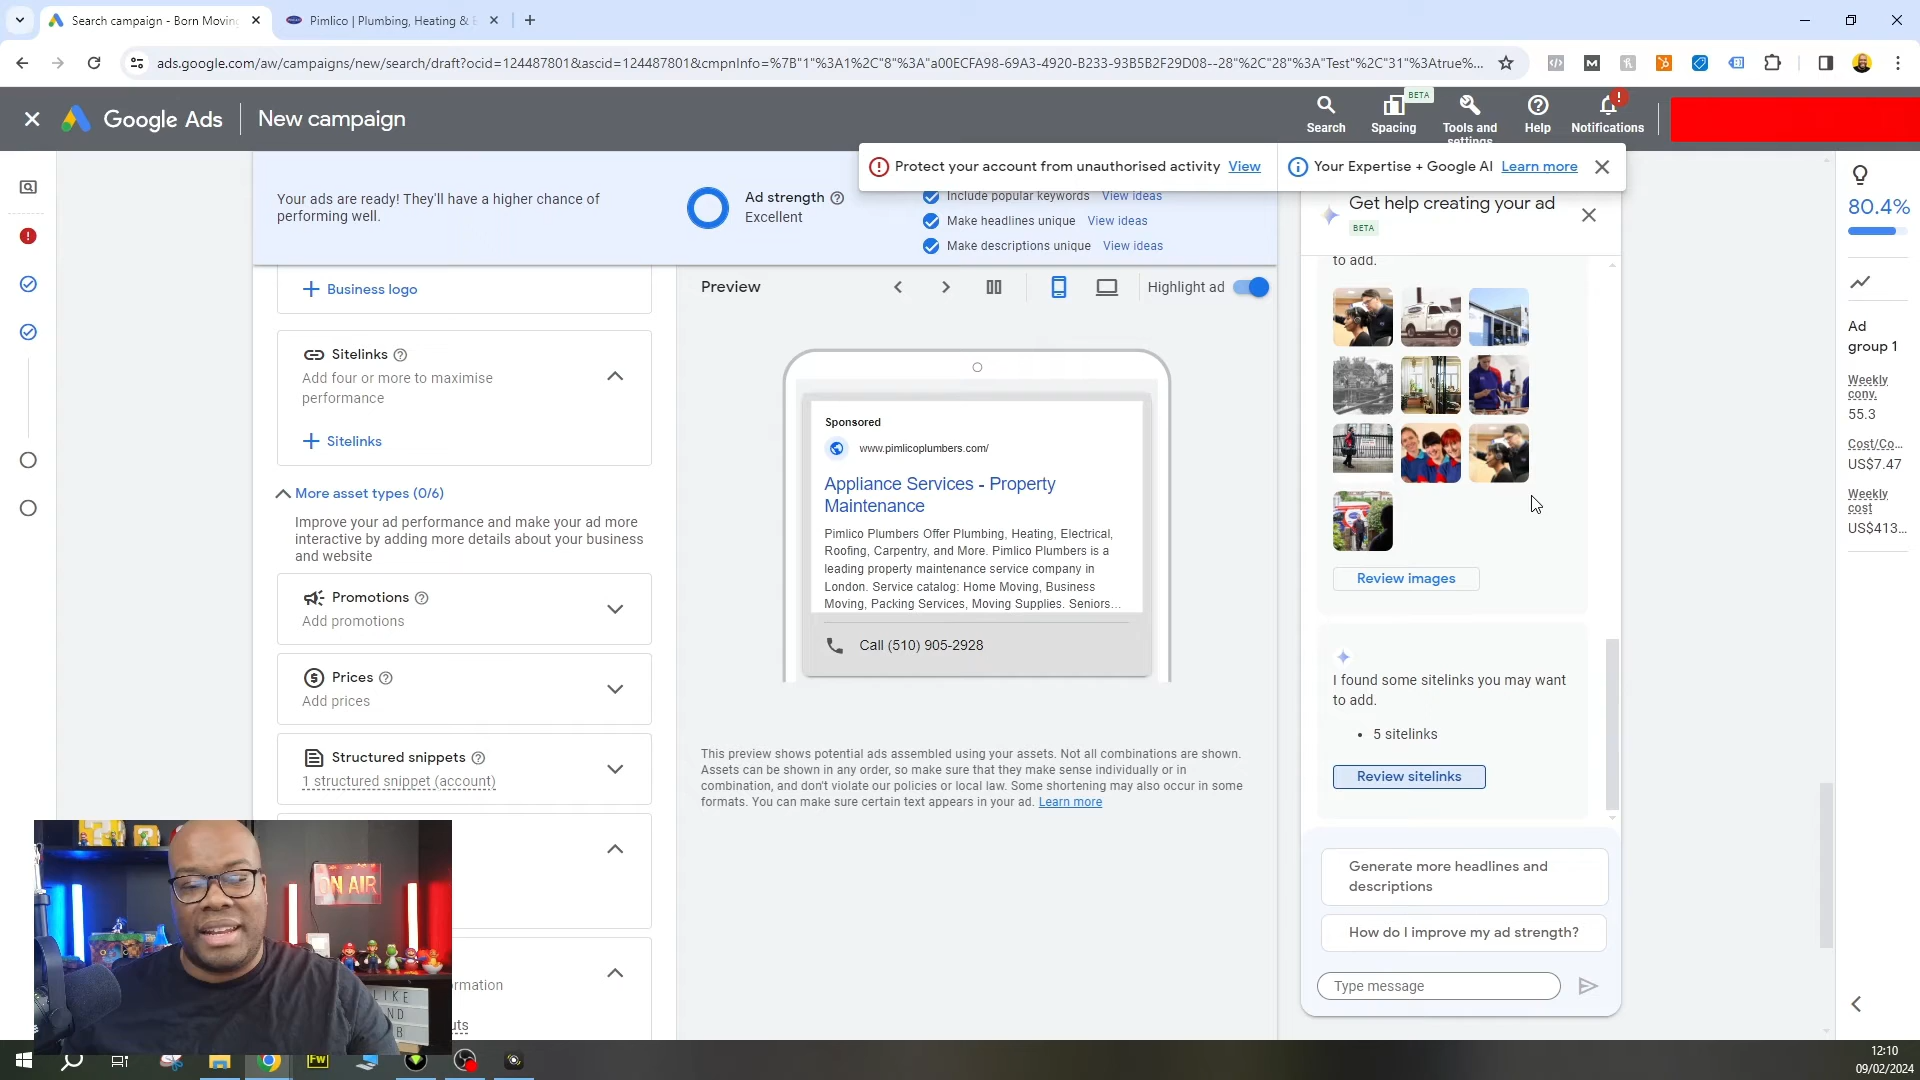 Search campaign - Born Movin
Pimlico | Plumbing, Heating & E
ads.google.com/aw/campaigns/new/search/draft?ocid=124487801&ascid=124487801&cmpnInfo=%7B"1"%3A1%2C"8"%3A"a00ECFA98-69A3-4920-B233-93B5B2F29D08--28"%2C"28"%3A"Test"%2C"31"%3Atrue%...
Google Ads
New campaign
BETA
Search
Spacing
Tools and
settings
Help
Notifications
Protect your account from unauthorised activity View
Your Expertise + Google AI Learn more
Your ads are ready! They'll have a higher chance of
performing well.
Ad strength
Excellent
Include popular keywords View ideas
Make headlines unique View ideas
Make descriptions unique View ideas
Business logo
Sitelinks
Add four or more to maximise
performance
Sitelinks
More asset types (0/6)
Improve your ad performance and make your ad more
interactive by adding more details about your business
and website
Promotions
Add promotions
Prices
Add prices
Structured snippets
1 structured snippet (account)
rmation
uts
Preview
Highlight ad
Sponsored
www.pimlicoplumbers.com/
Appliance Services - Property
Maintenance
Pimlico Plumbers Offer Plumbing, Heating, Electrical,
Roofing, Carpentry, and More. Pimlico Plumbers is a
leading property maintenance service company in
London. Service catalog: Home Moving, Business
Moving, Packing Services, Moving Supplies. Seniors...
Call (510) 905-2928
This preview shows potential ads assembled using your assets. Not all combinations are shown.
Assets can be shown in any order, so make sure that they make sense individually or in
combination, and don't violate our policies or local law. Some shortening may also occur in some
formats. You can make sure certain text appears in your ad. Learn more
Get help creating your ad
BETA
to add.
Review images
I found some sitelinks you may want
to add.
• 5 sitelinks
Review sitelinks
Generate more headlines and
descriptions
How do I improve my ad strength?
Type message
80.4%
Ad
group 1
Weekly
conv.
55.3
Cost/Co...
US$7.47
Weekly
cost
US$413...
ON AIR
LIKE
ND
B
FW
12:10
09/02/2024